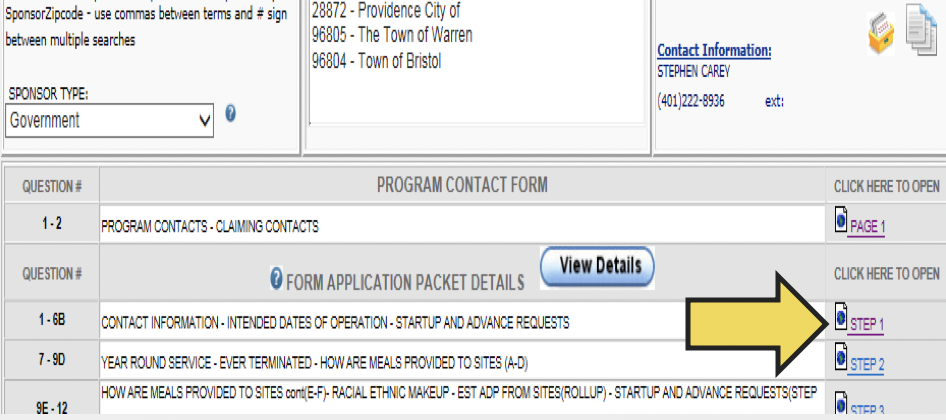 SponsorZipcode - use commas between terms and # sign
between multiple searches
SPONSOR TYPE:
Government
28872 - Providence City of
96805 - The Town of Warren
96804 - Town of Bristol
Contact Information:
STEPHEN CAREY
(401)222-8936 ext:
QUESTION # PROGRAM CONTACT FORM CLICK HERE TO OPEN
1 - 2 PROGRAM CONTACTS - CLAIMING CONTACTS PAGE 1
QUESTION # FORM APPLICATION PACKET DETAILS View Details CLICK HERE TO OPEN
1 - 6B CONTACT INFORMATION - INTENDED DATES OF OPERATION - STARTUP AND ADVANCE REQUESTS STEP 1
7 - 9D YEAR ROUND SERVICE - EVER TERMINATED - HOW ARE MEALS PROVIDED TO SITES (A-D) STEP 2
HOW ARE MEALS PROVIDED TO SITES cont(E-F)- RACIAL ETHNIC MAKEUP - EST ADP FROM SITES(ROLLUP) - STARTUP AND ADVANCE REQUESTS(STEP
9E - 12 STEP 3